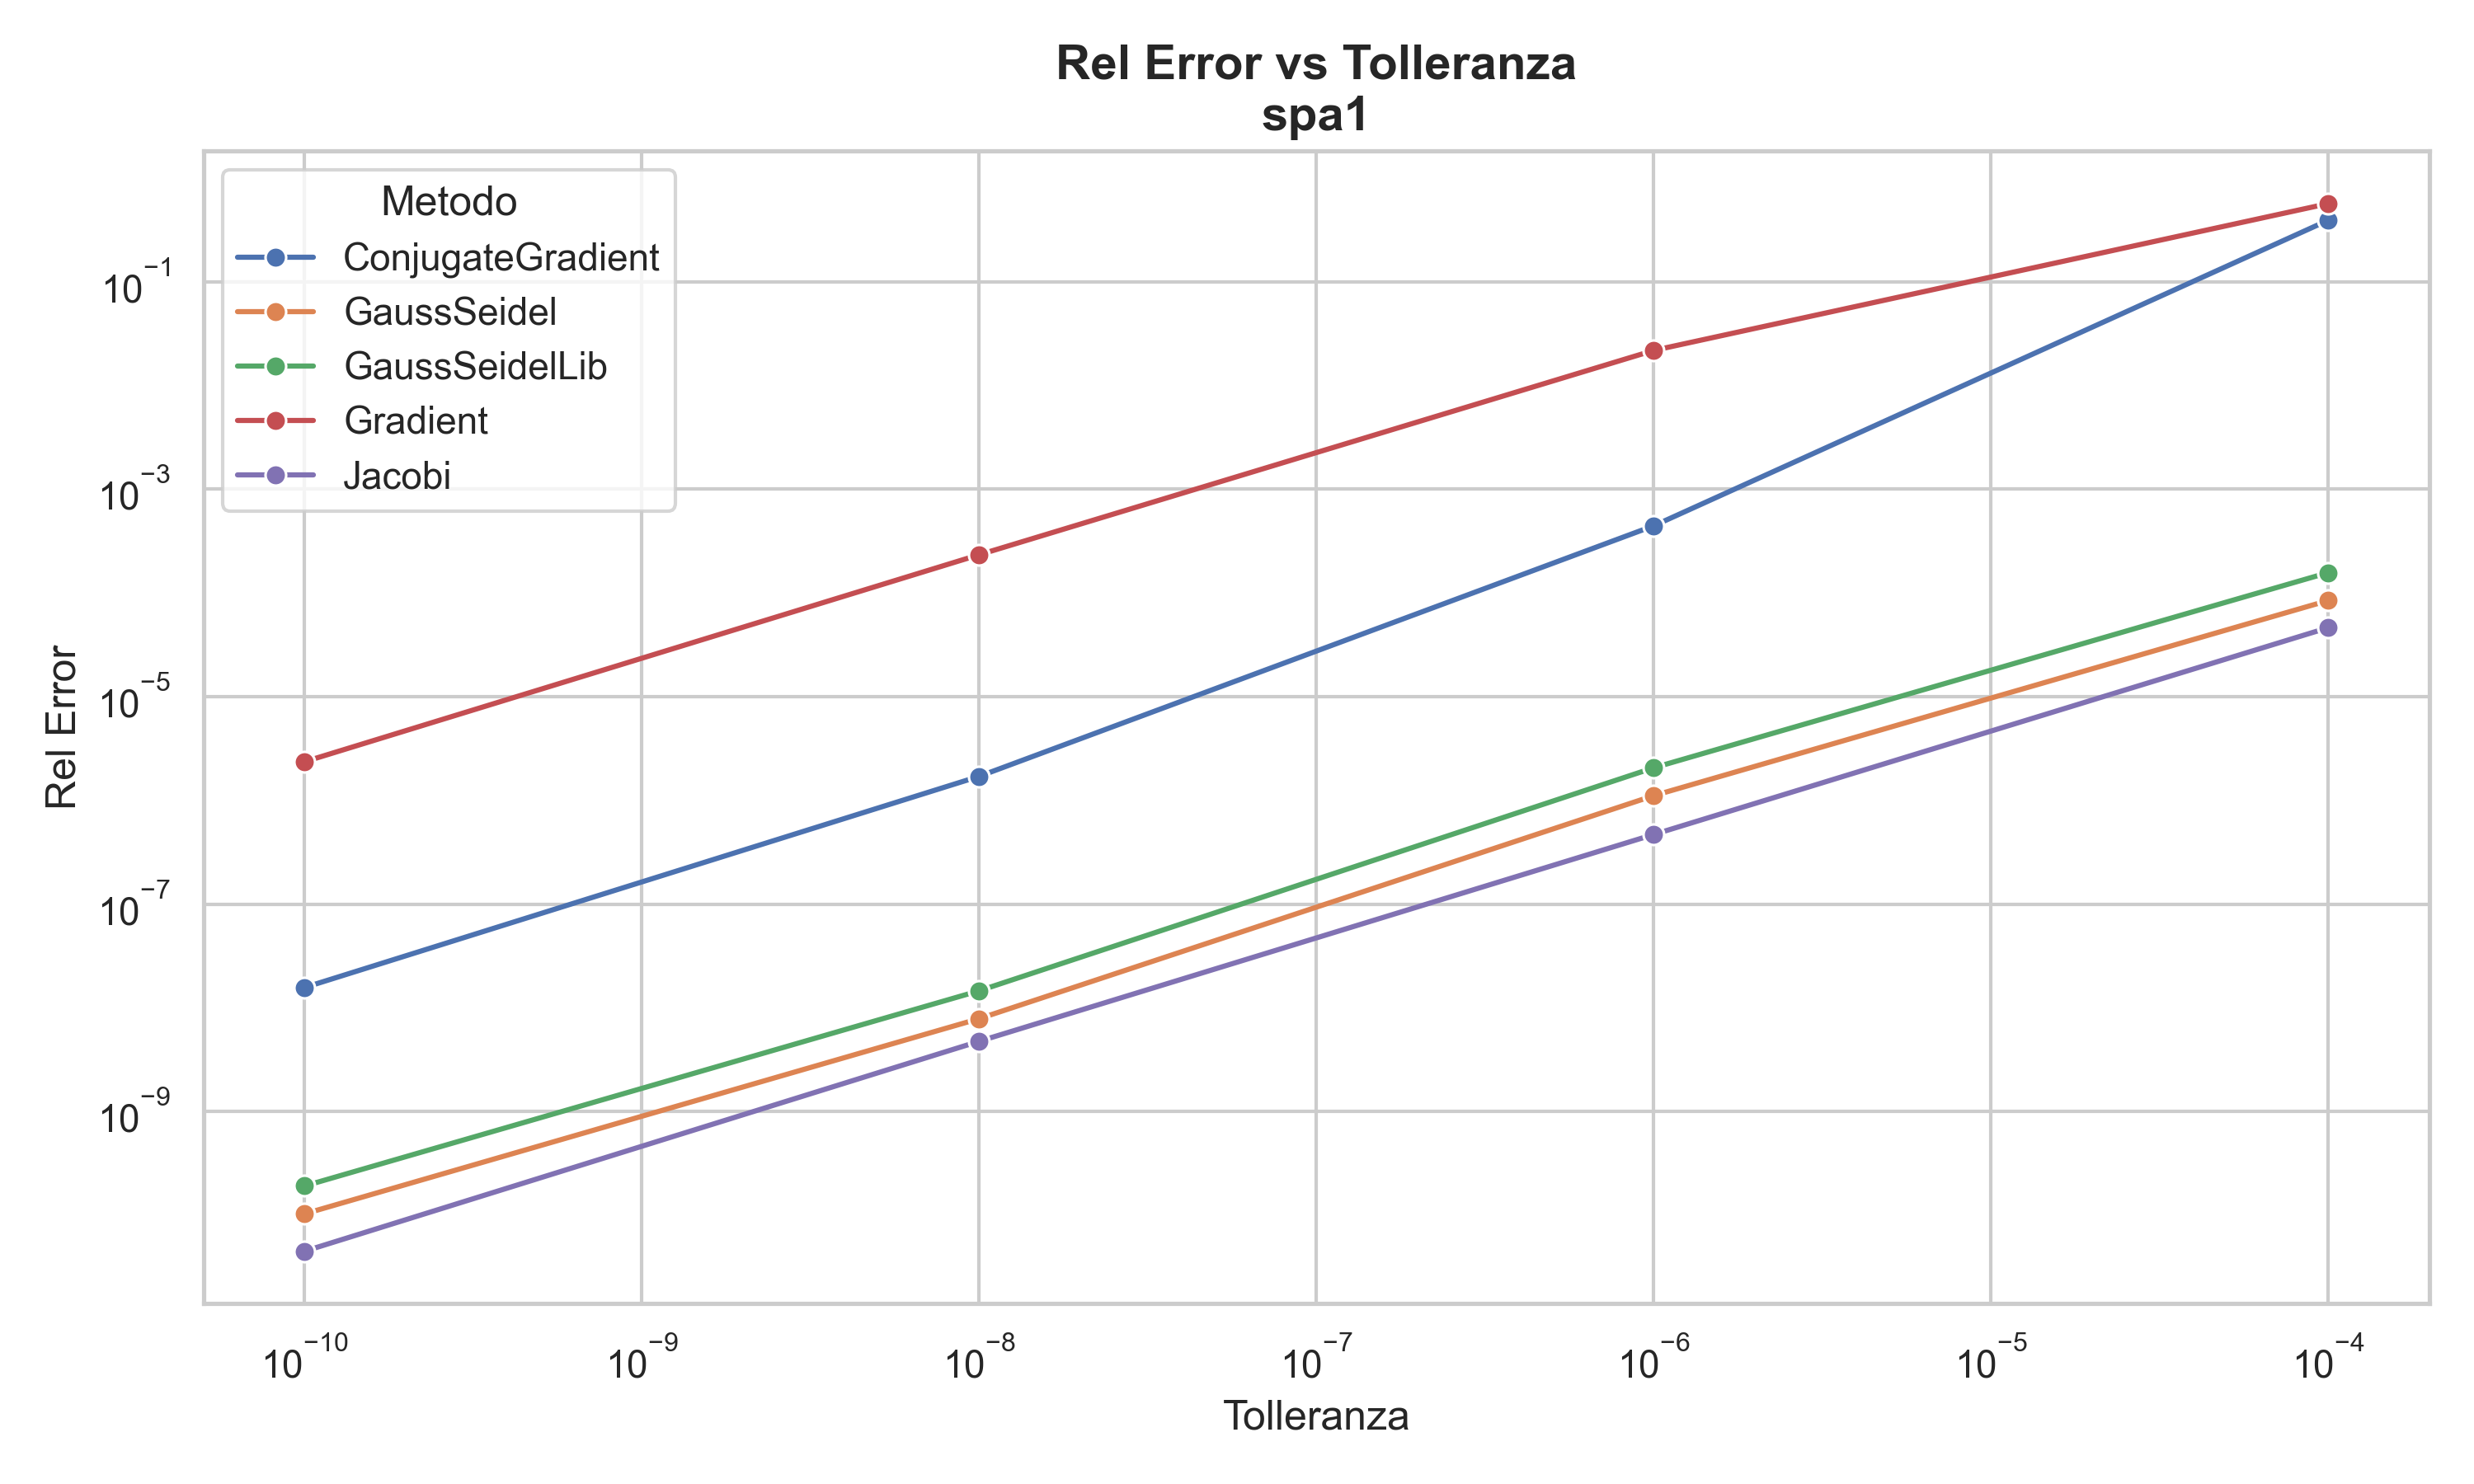 Rel Error vs Tolleranza
spa1
Metodo
ConjugateGradient
GaussSeidel
GaussSeidelLib
Gradient
Jacobi
Rel Error
10⁻¹
10⁻³
10⁻⁵
10⁻⁷
10⁻⁹
10⁻¹⁰ 10⁻⁹ 10⁻⁸ 10⁻⁷ 10⁻⁶ 10⁻⁵ 10⁻⁴
Tolleranza